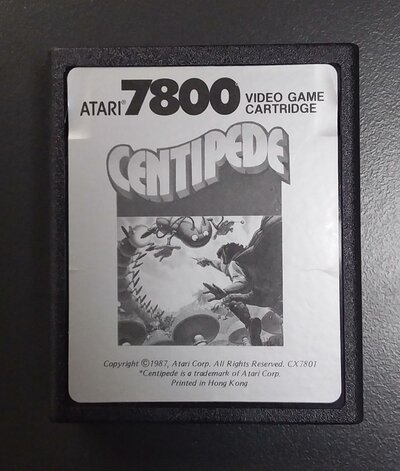 ATARI® 7800 VIDEO GAME
CARTRIDGE
CENTIPEDE
Copyright ©1987, Atari Corp. All Rights Reserved. CX7801
*Centipede is a trademark of Atari Corp.
Printed in Hong Kong